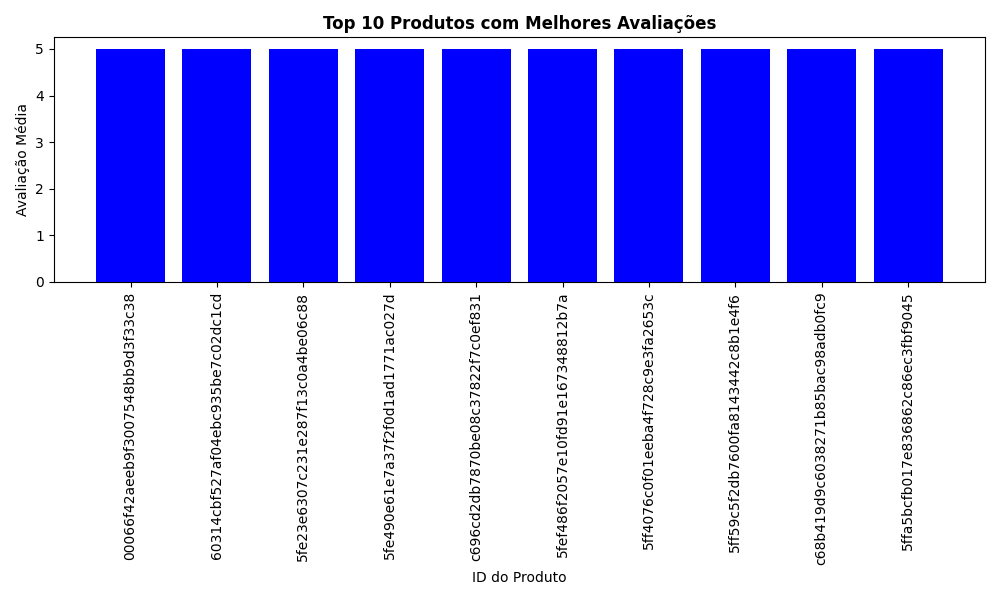 Top 10 Produtos com Melhores Avaliações
Avaliação Média
5
4
3
2
1
0
00066f42aeeb9f3007548bb9d3f33c38
60314cbf527af04ebc935be7c02dc1cd
5fe23e6307c231e287f13c0a4be06c88
5fe490e61e7a37f2f0d1ad1771ac027d
c696cd2db7870be08c37822f7c0ef831
5fef486f2057e10fd91e167348812b7a
5ff4076c0f01eeba4f728c9e3fa2653c
5ff59c5f2db7600fa8143442c8b1e4f6
c68b419d9c6038271b85bac98adb0fc9
5ffa5bcfb017e836862c86ec3fbf9045
ID do Produto